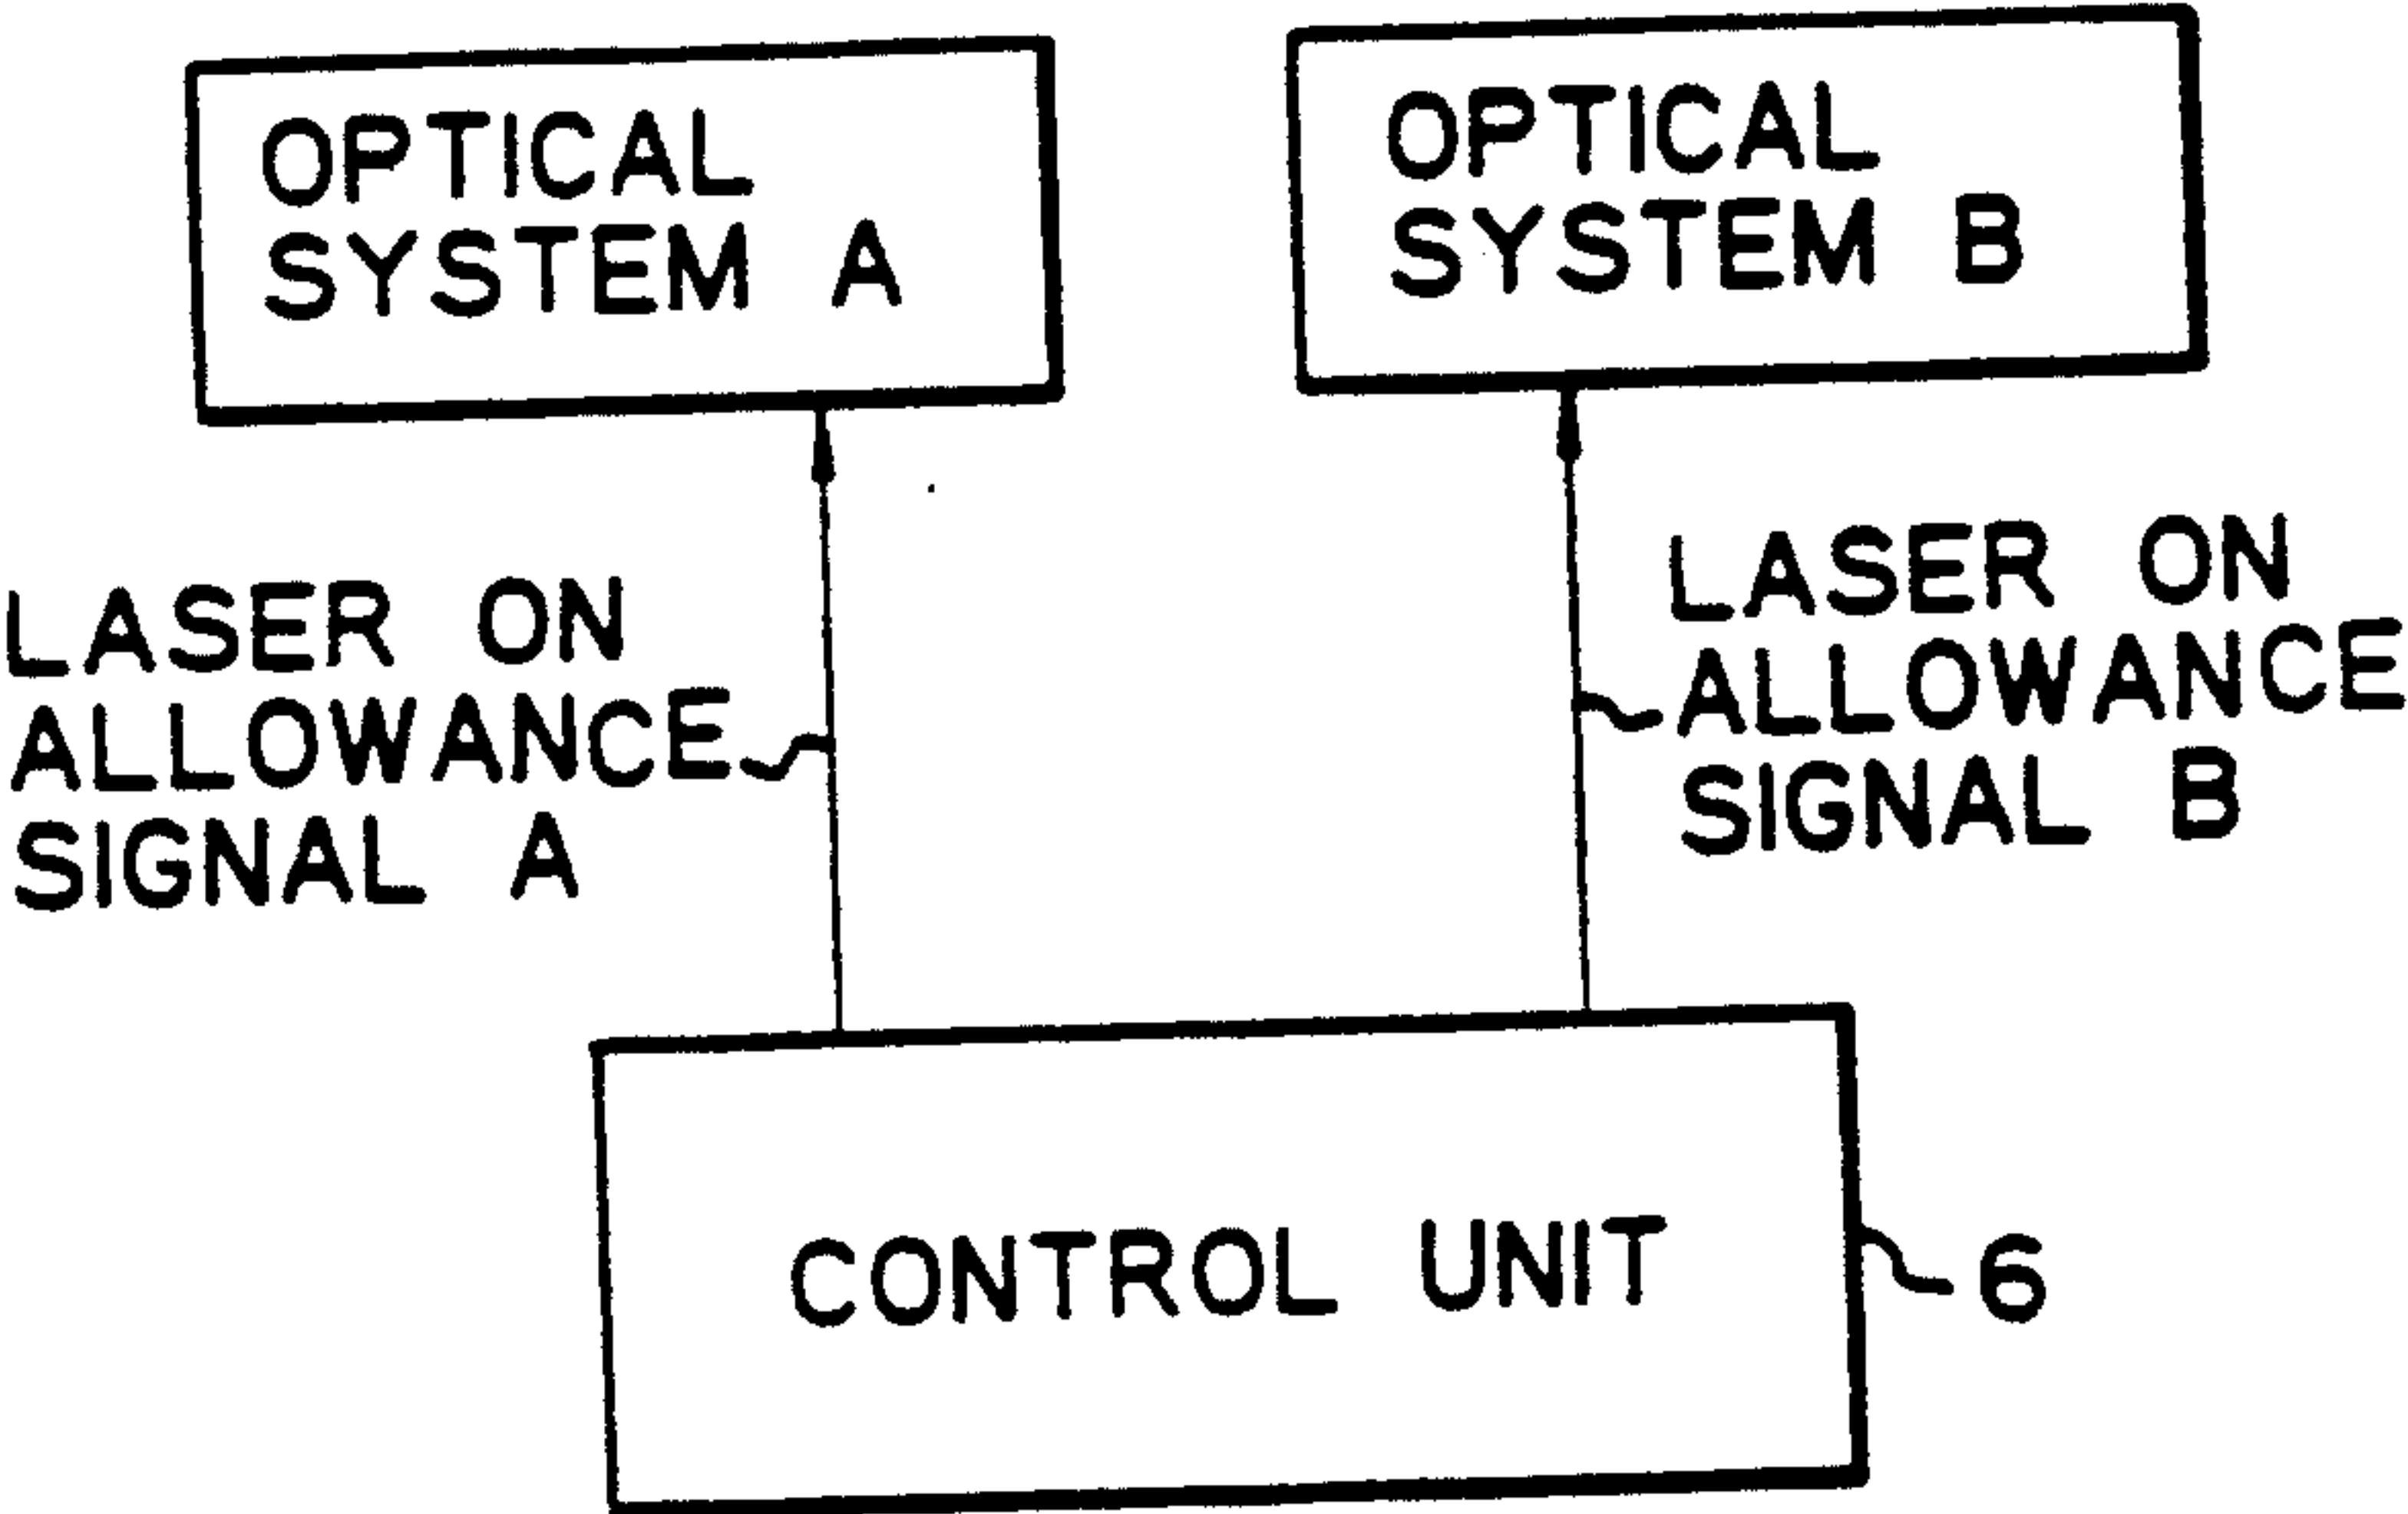 OPTICAL
SYSTEM A
OPTICAL
SYSTEM B
LASER ON
ALLOWANCE
SIGNAL A
LASER ON
ALLOWANCE
SIGNAL B
CONTROL UNIT
6